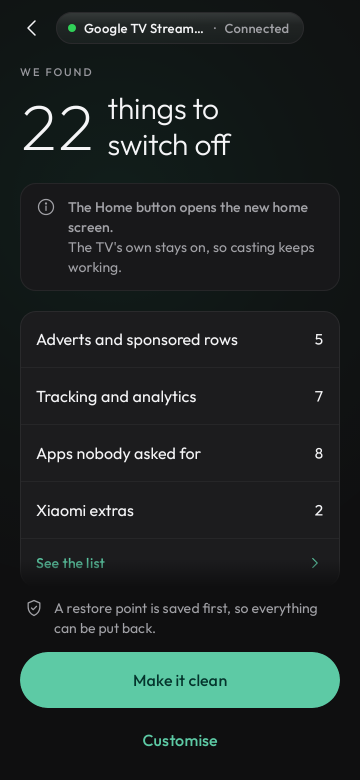 Google TV Stream... · Connected
WE FOUND
22 things to
switch off
The Home button opens the new home
screen.
The TV's own stays on, so casting keeps
working.
Adverts and sponsored rows 5
Tracking and analytics 7
Apps nobody asked for 8
Xiaomi extras 2
See the list
A restore point is saved first, so everything
can be put back.
Make it clean
Customise